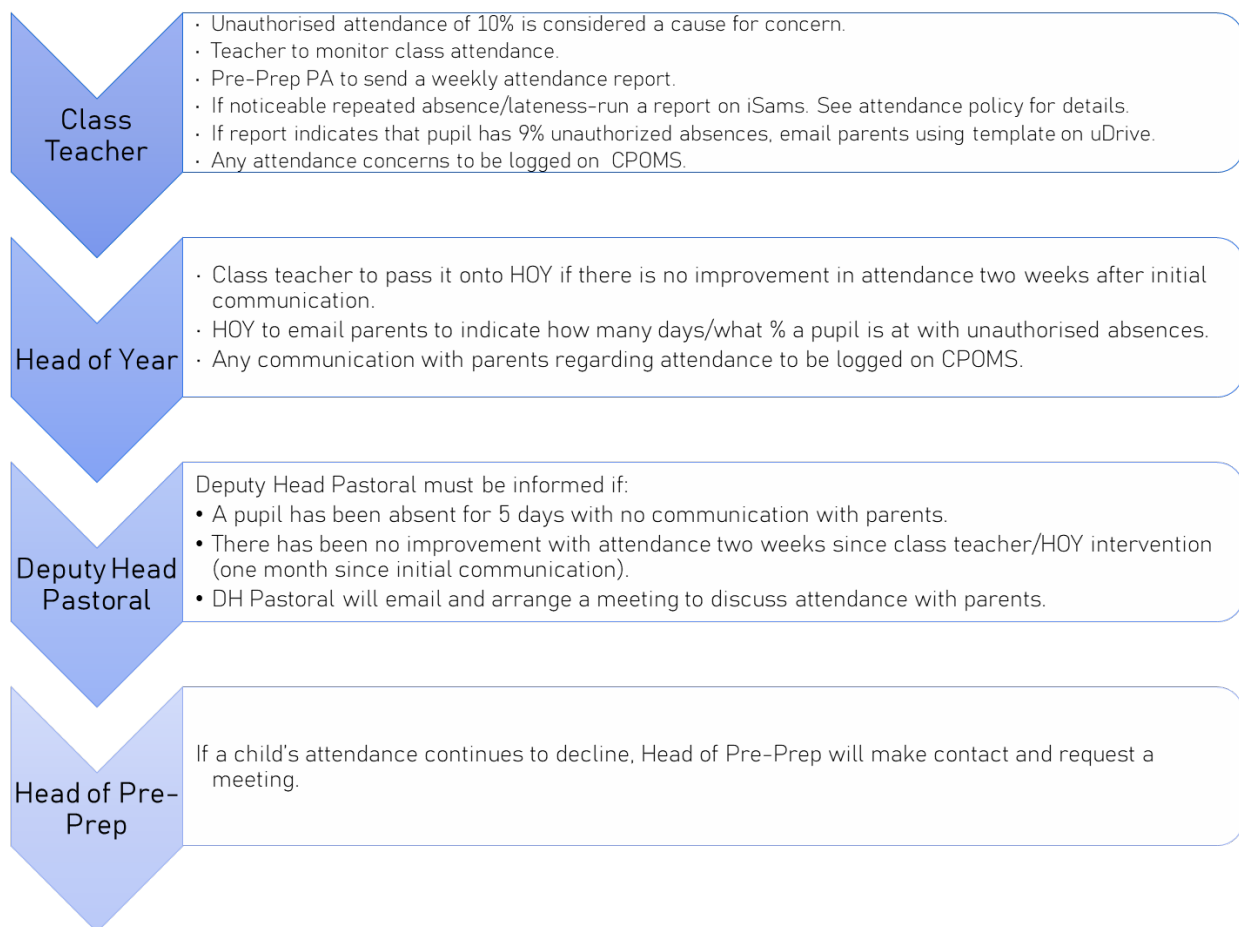 Class
Teacher
· Unauthorised attendance of 10% is considered a cause for concern.
· Teacher to monitor class attendance.
· Pre-Prep PA to send a weekly attendance report.
· If noticeable repeated absence/lateness-run a report on iSams. See attendance policy for details.
· If report indicates that pupil has 9% unauthorized absences, email parents using template on uDrive.
· Any attendance concerns to be logged on CPOMS.
Head of Year
· Class teacher to pass it onto HOY if there is no improvement in attendance two weeks after initial
communication.
· HOY to email parents to indicate how many days/what % a pupil is at with unauthorised absences.
· Any communication with parents regarding attendance to be logged on CPOMS.
Deputy Head
Pastoral
Deputy Head Pastoral must be informed if:
• A pupil has been absent for 5 days with no communication with parents.
• There has been no improvement with attendance two weeks since class teacher/HOY intervention
(one month since initial communication).
• DH Pastoral will email and arrange a meeting to discuss attendance with parents.
Head of Pre-
Prep
If a child's attendance continues to decline, Head of Pre-Prep will make contact and request a
meeting.